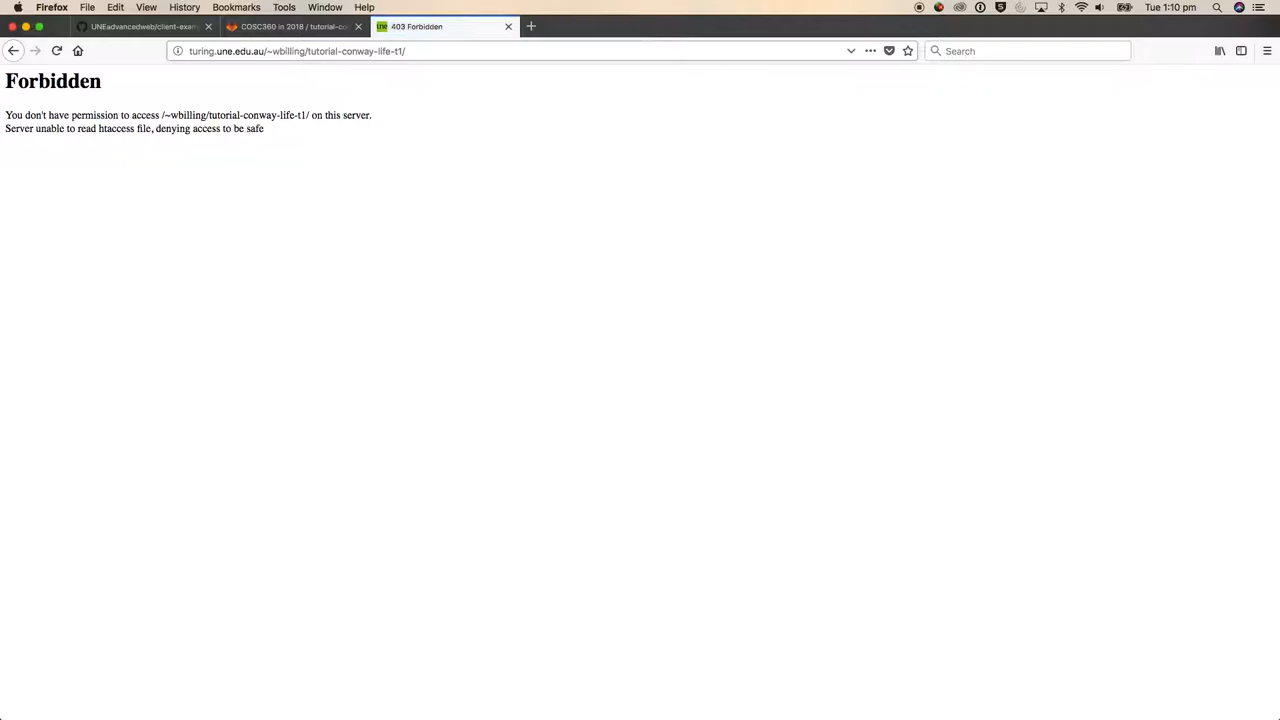 Firefox File Edit View History Bookmarks Tools Window Help Tue 1:10 pm
UNEadvancedweb/client-exam COSC360 in 2018 / tutorial-co 403 Forbidden
turing.une.edu.au/~wbilling/tutorial-conway-life-t1/ Search
Forbidden
You don't have permission to access /~wbilling/tutorial-conway-life-t1/ on this server.
Server unable to read htaccess file, denying access to be safe